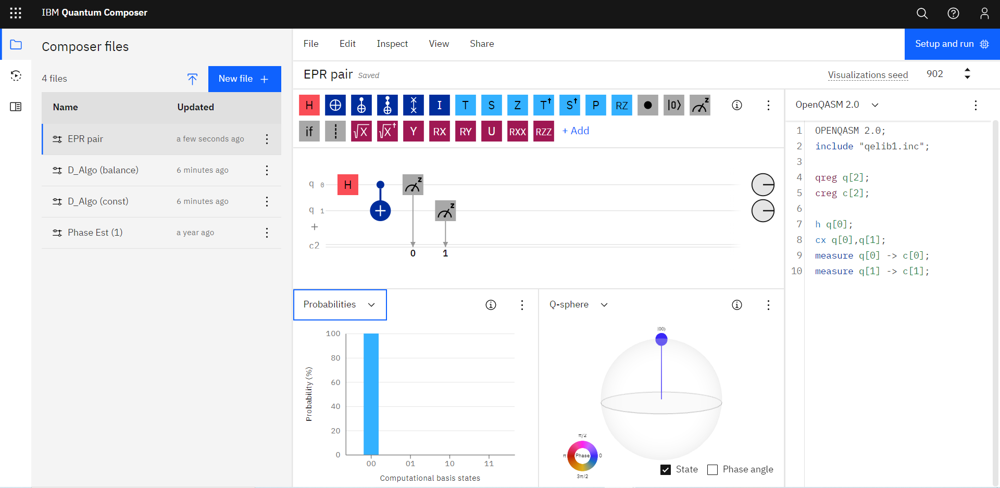 IBM Quantum Composer
Composer files
4 files
New file +
Name Updated
EPR pair a few seconds ago
D_Algo (balance) 6 minutes ago
D_Algo (const) 6 minutes ago
Phase Est (1) a year ago
File Edit Inspect View Share
Setup and run
EPR pair Saved
Visualizations seed 902
H I T S Z T† S† P RZ |0⟩ z
if √X √X† Y RX RY U RXX RZZ + Add
q 0 H z
q 1 z
+
c2
0 1
OpenQASM 2.0
1 OPENQASM 2.0;
2 include "qelib1.inc";
3
4 qreg q[2];
5 creg c[2];
6
7 h q[0];
8 cx q[0],q[1];
9 measure q[0] -> c[0];
10 measure q[1] -> c[1];
Probabilities
100
80
60
40
20
0
Probability (%)
00 01 10 11
Computational basis states
Q-sphere
|00⟩
π/2
π Phase 0
3π/2
State Phase angle